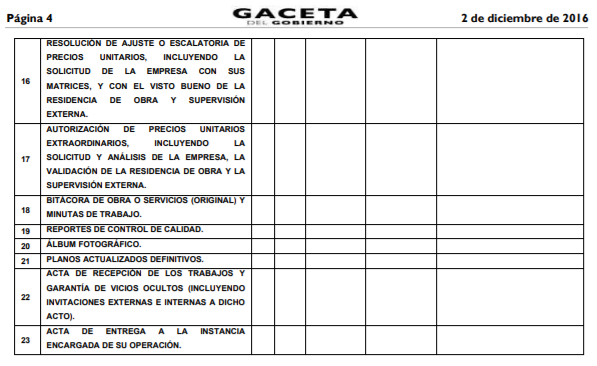 Página 4
GACETA
DEL GOBIERNO
2 de diciembre de 2016
16
RESOLUCIÓN DE AJUSTE O ESCALATORIA DE
PRECIOS UNITARIOS, INCLUYENDO LA
SOLICITUD DE LA EMPRESA CON SUS
MATRICES, Y CON EL VISTO BUENO DE LA
RESIDENCIA DE OBRA Y SUPERVISIÓN
EXTERNA.
17
AUTORIZACIÓN DE PRECIOS UNITARIOS
EXTRAORDINARIOS, INCLUYENDO LA
SOLICITUD Y ANÁLISIS DE LA EMPRESA, LA
VALIDACIÓN DE LA RESIDENCIA DE OBRA Y LA
SUPERVISIÓN EXTERNA.
18
BITÁCORA DE OBRA O SERVICIOS (ORIGINAL) Y
MINUTAS DE TRABAJO.
19
REPORTES DE CONTROL DE CALIDAD.
20
ÁLBUM FOTOGRÁFICO.
21
PLANOS ACTUALIZADOS DEFINITIVOS.
22
ACTA DE RECEPCIÓN DE LOS TRABAJOS Y
GARANTÍA DE VICIOS OCULTOS (INCLUYENDO
INVITACIONES EXTERNAS E INTERNAS A DICHO
ACTO).
23
ACTA DE ENTREGA A LA INSTANCIA
ENCARGADA DE SU OPERACIÓN.